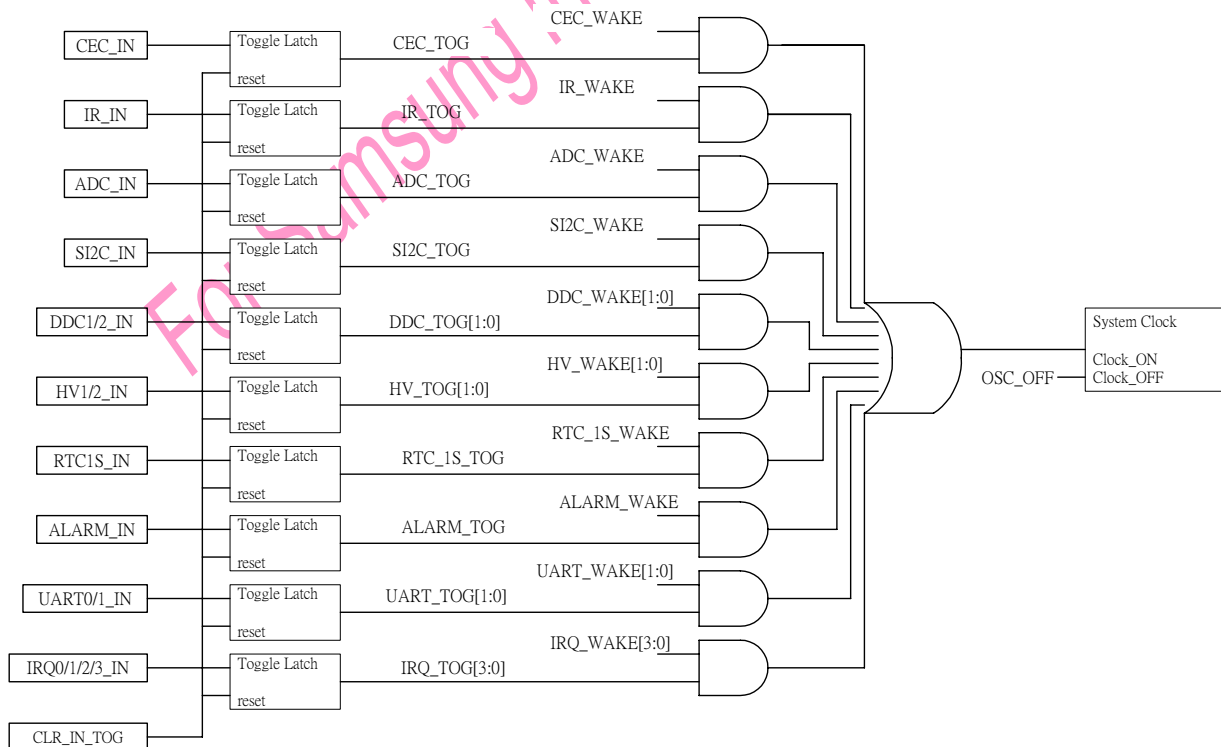 CEC_WAKE
CEC_IN
Toggle Latch
CEC_TOG
reset
IR_WAKE
IR_IN
Toggle Latch
IR_TOG
reset
ADC_WAKE
ADC_IN
Toggle Latch
ADC_TOG
reset
SI2C_WAKE
SI2C_IN
Toggle Latch
SI2C_TOG
reset
DDC_WAKE[1:0]
DDC1/2_IN
Toggle Latch
DDC_TOG[1:0]
reset
HV_WAKE[1:0]
HV1/2_IN
Toggle Latch
HV_TOG[1:0]
reset
RTC_1S_WAKE
RTC1S_IN
Toggle Latch
RTC_1S_TOG
reset
ALARM_WAKE
ALARM_IN
Toggle Latch
ALARM_TOG
reset
UART_WAKE[1:0]
UART0/1_IN
Toggle Latch
UART_TOG[1:0]
reset
IRQ_WAKE[3:0]
IRQ0/1/2/3_IN
Toggle Latch
IRQ_TOG[3:0]
reset
CLR_IN_TOG
System Clock
Clock_ON
OSC_OFF
Clock_OFF
For Samsung